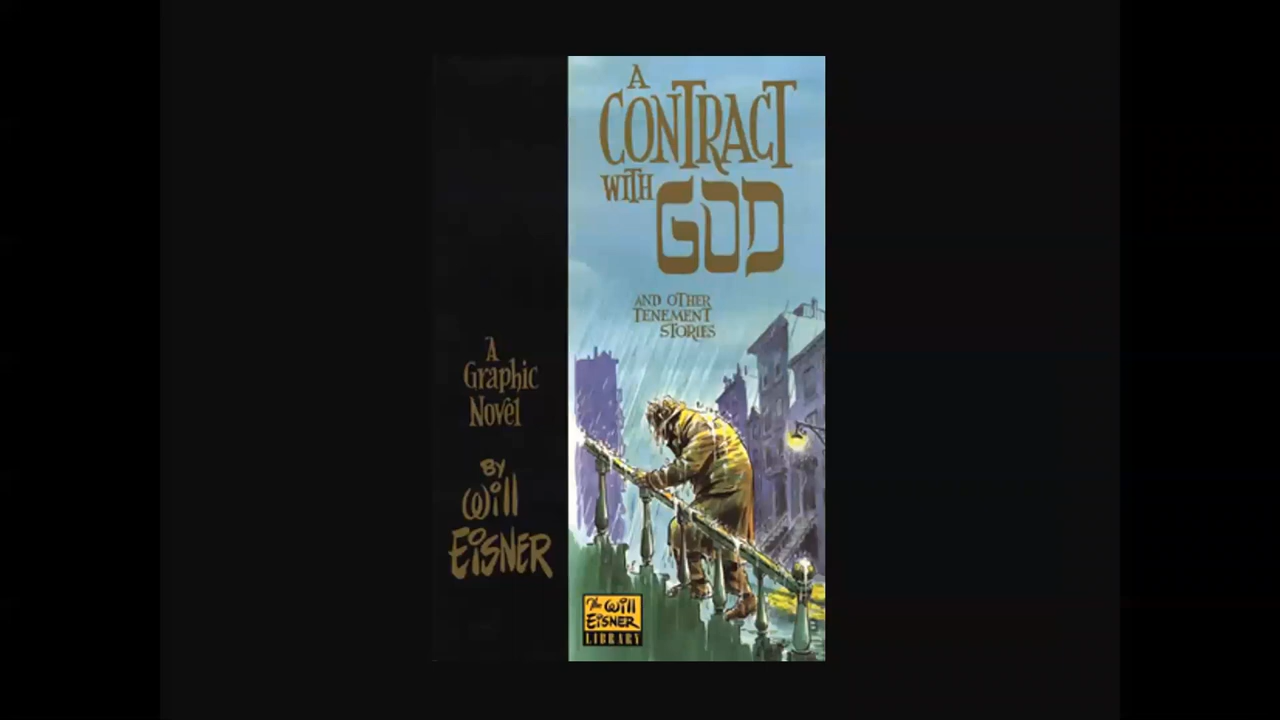 A
CONTRACT
WITH GOD
AND OTHER
TENEMENT
STORIES
A
Graphic
Novel
BY
Will
EISNER
The Will
EISNER
LIBRARY